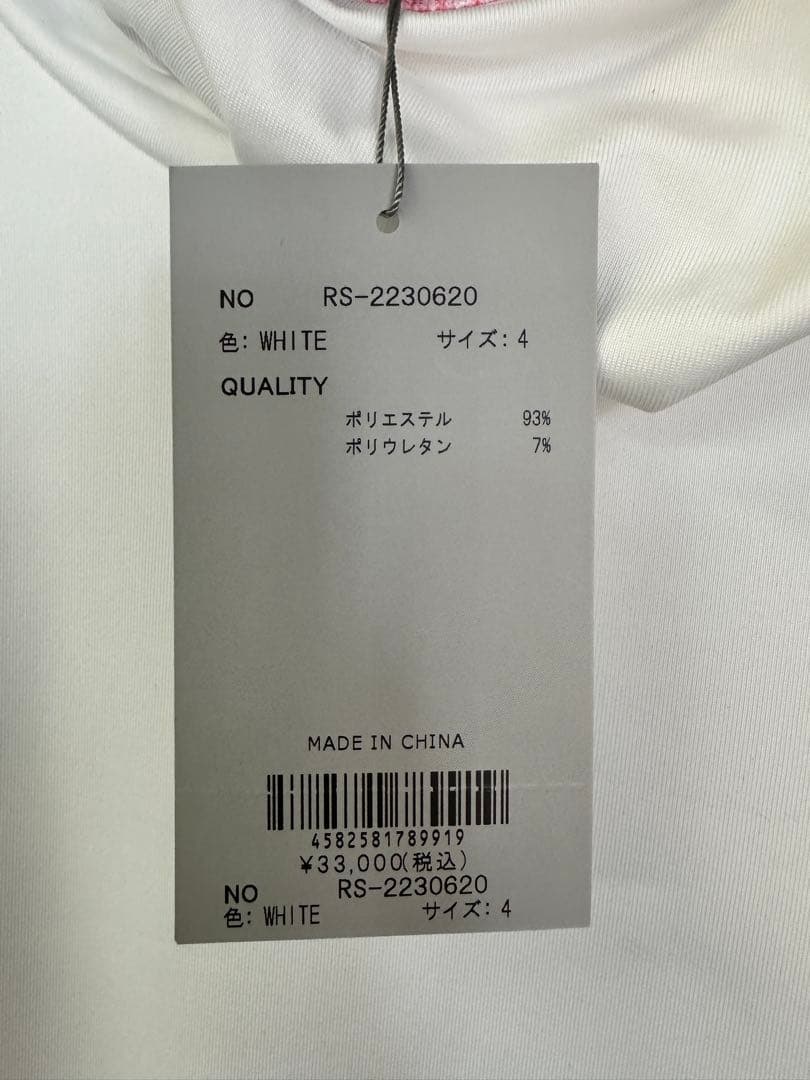 NO RS-2230620
色: WHITE サイズ: 4
QUALITY
ポリエステル 93%
ポリウレタン 7%
MADE IN CHINA
4582581789919
¥33,000(税込)
NO RS-2230620
色: WHITE サイズ: 4